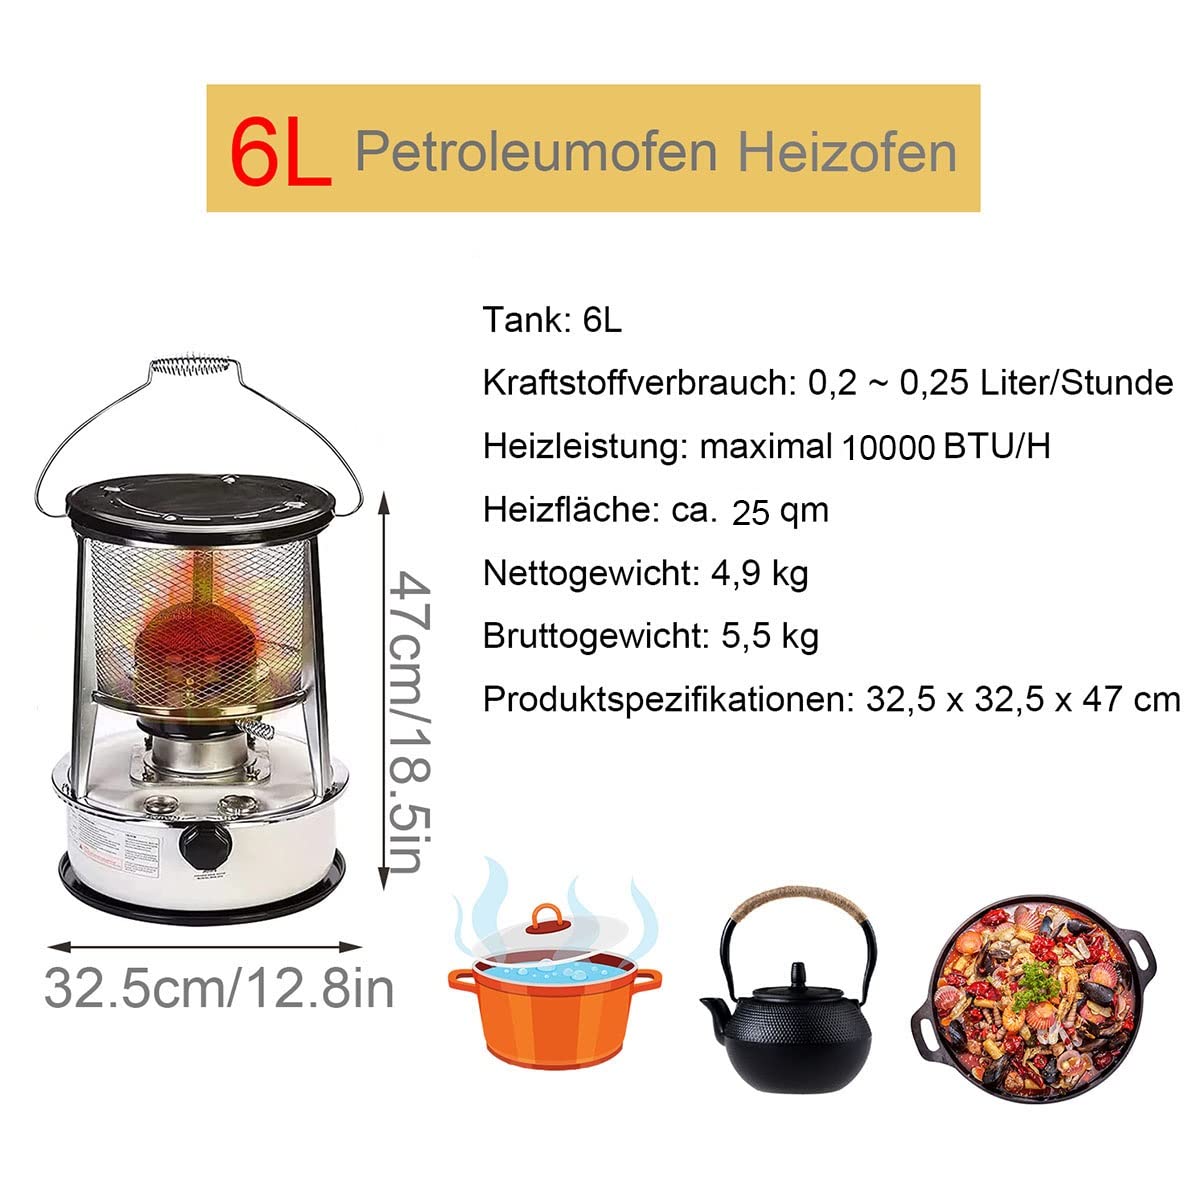 6L Petroleumofen Heizofen
Tank: 6L
Kraftstoffverbrauch: 0,2 ~ 0,25 Liter/Stunde
Heizleistung: maximal 10000 BTU/H
Heizfläche: ca. 25 qm
Nettogewicht: 4,9 kg
Bruttogewicht: 5,5 kg
Produktspezifikationen: 32,5 x 32,5 x 47 cm
47cm/18.5in
32.5cm/12.8in